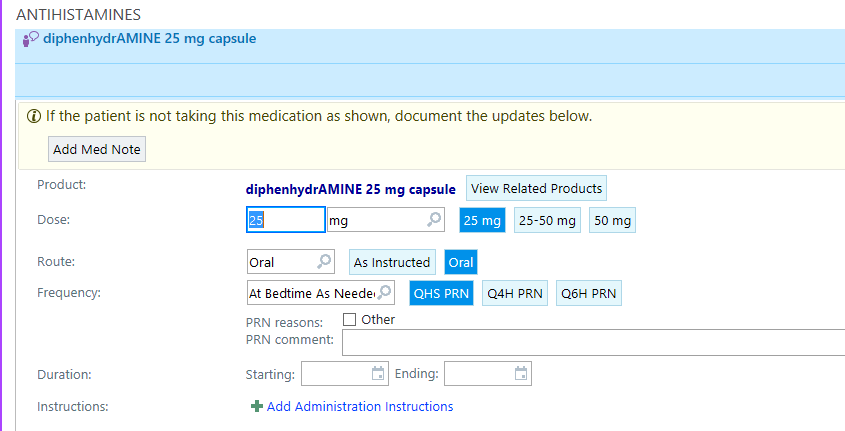 ANTIHISTAMINES
diphenhydrAMINE 25 mg capsule
If the patient is not taking this medication as shown, document the updates below.
Add Med Note
Product: diphenhydrAMINE 25 mg capsule View Related Products
Dose: 25 mg 25 mg 25-50 mg 50 mg
Route: Oral As Instructed Oral
Frequency: At Bedtime As Neede QHS PRN Q4H PRN Q6H PRN
PRN reasons: Other
PRN comment:
Duration: Starting: Ending:
Instructions: Add Administration Instructions